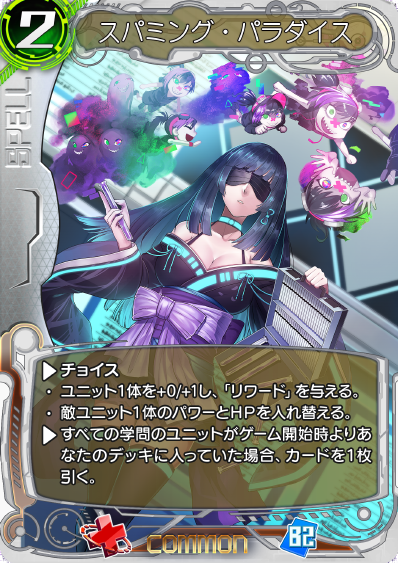 2
スパミング・パラダイス
SPELL
▶チョイス
・ ユニット1体を+0/+1し、「リワード」を与える。
・ 敵ユニット1体のパワーとHPを入れ替える。
▶すべての学問のユニットがゲーム開始時よりあ
なたのデッキに入っていた場合、カードを1枚
引く。
COMMON
B2